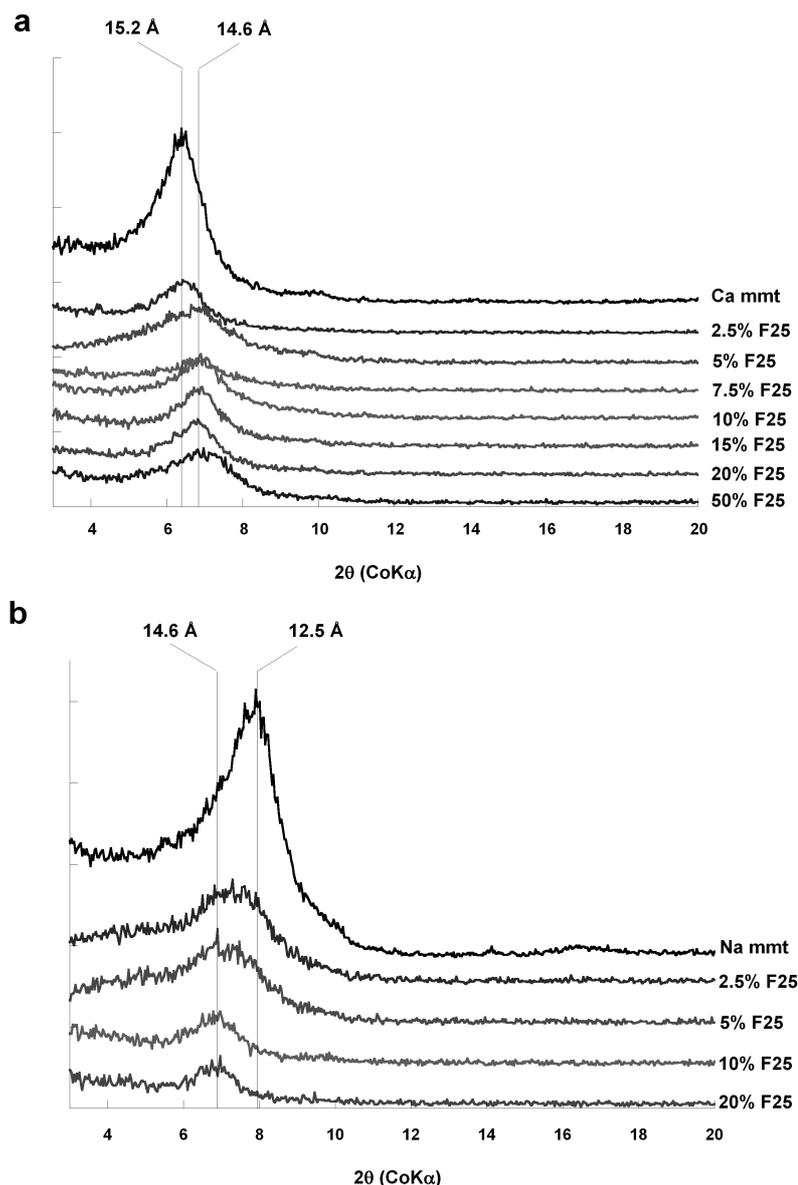 a
15.2 Å 14.6 Å
Ca mmt
2.5% F25
5% F25
7.5% F25
10% F25
15% F25
20% F25
50% F25
4 6 8 10 12 14 16 18 20
2θ (CoKα)
b
14.6 Å 12.5 Å
Na mmt
2.5% F25
5% F25
10% F25
20% F25
4 6 8 10 12 14 16 18 20
2θ (CoKα)